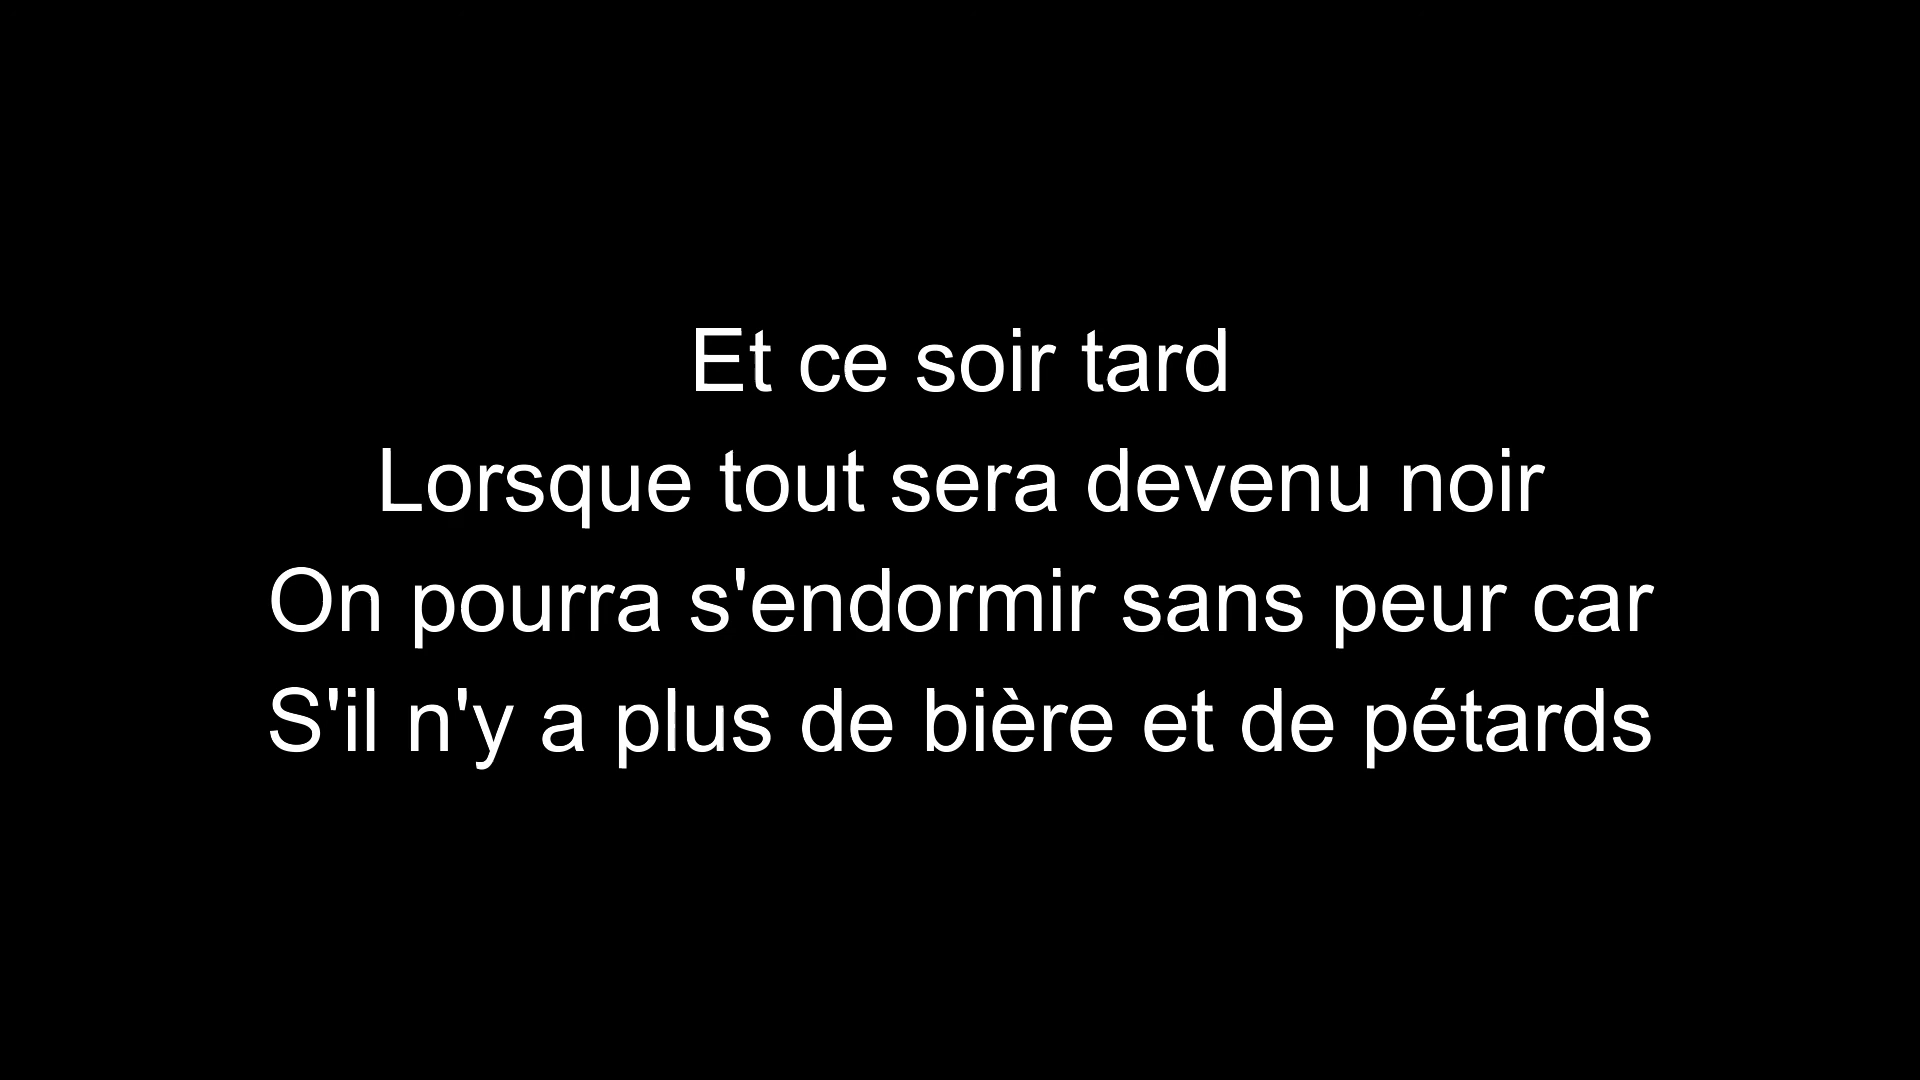 Et ce soir tard
Lorsque tout sera devenu noir
On pourra s'endormir sans peur car
S'il n'y a plus de bière et de pétards